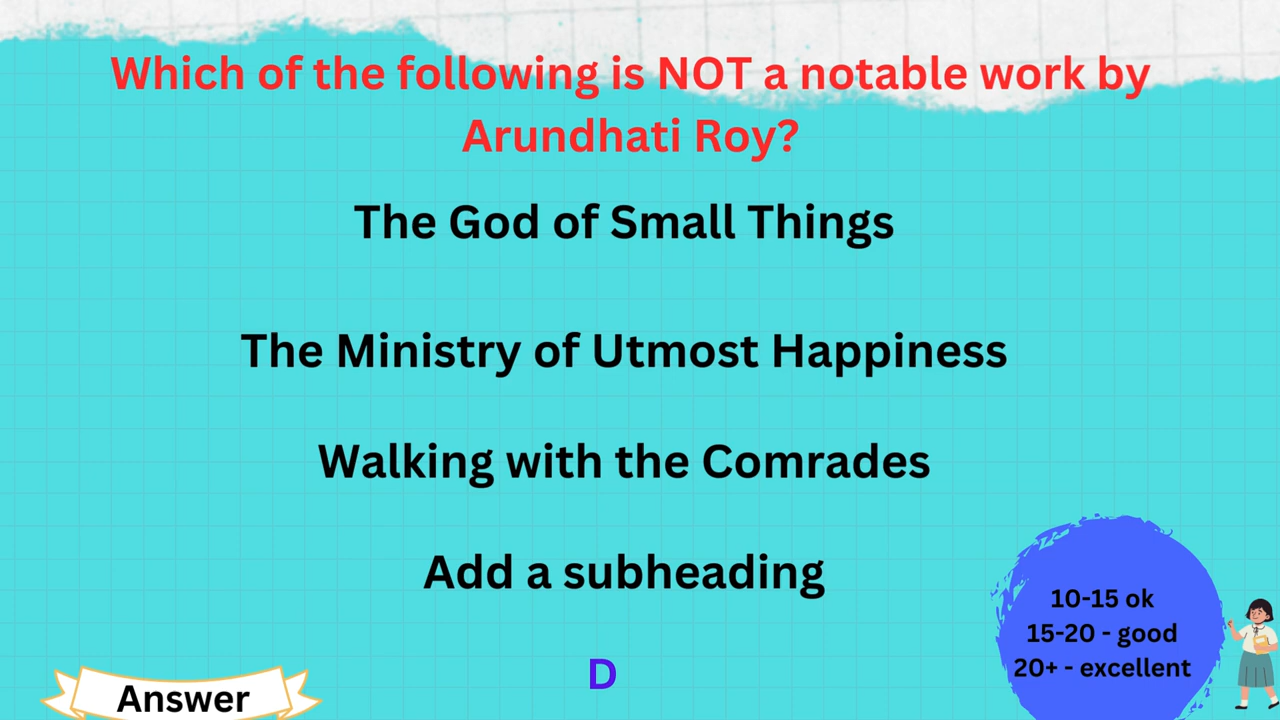 Which of the following is NOT a notable work by
Arundhati Roy?
The God of Small Things
The Ministry of Utmost Happiness
Walking with the Comrades
Add a subheading
10-15 ok
15-20 - good
20+ - excellent
D
Answer